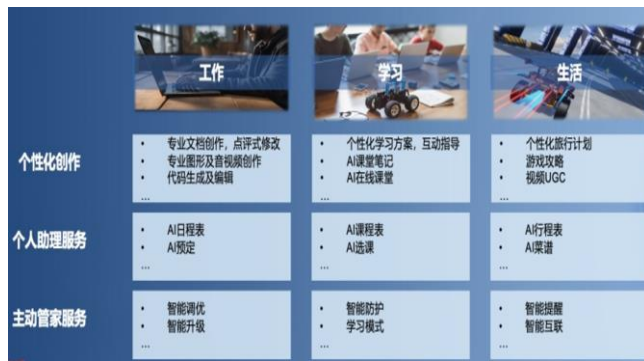 工作
学习
生活
个性化创作
• 专业文档创作，点评式修改
• 专业图形及音视频创作
• 代码生成及编辑
...
• 个性化学习方案，互动指导
• AI课堂笔记
• AI在线课堂
...
• 个性化旅行计划
• 游戏攻略
• 视频UGC
...
个人助理服务
• AI日程表
• AI预定
...
• AI课程表
• AI选课
...
• AI行程表
• AI菜谱
...
主动管家服务
• 智能调优
• 智能升级
...
• 智能防护
• 学习模式
...
• 智能提醒
• 智能互联
...